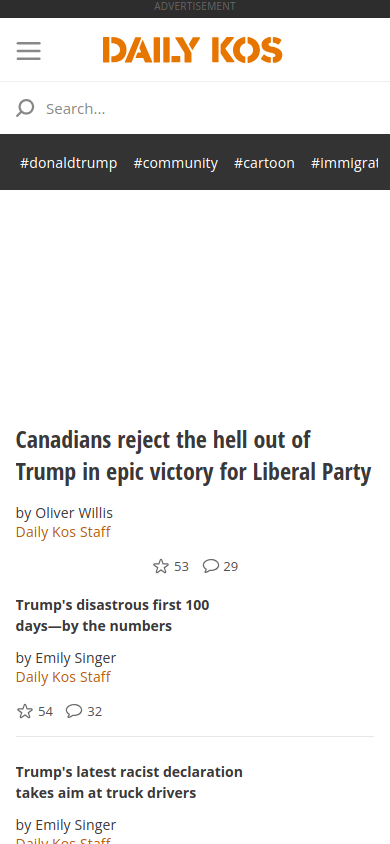 ADVERTISEMENT
DAILY KOS
Search...
#donaldtrump #community #cartoon #immigrat
Canadians reject the hell out of
Trump in epic victory for Liberal Party
by Oliver Willis
Daily Kos Staff
53 29
Trump's disastrous first 100
days—by the numbers
by Emily Singer
Daily Kos Staff
54 32
Trump's latest racist declaration
takes aim at truck drivers
by Emily Singer
Daily Kos Staff